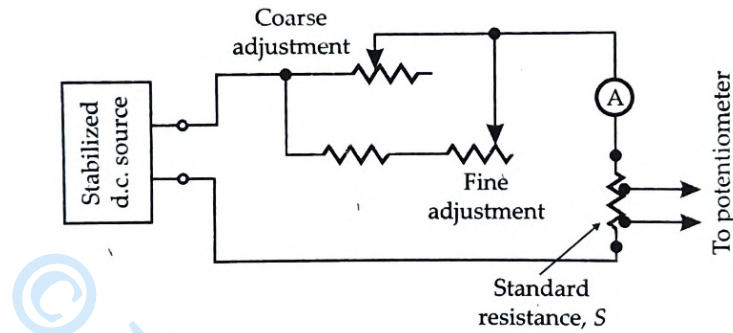 Coarse
adjustment
Stabilized
d.c. source
A
Fine
adjustment
To potentiometer
Standard
resistance, S
©